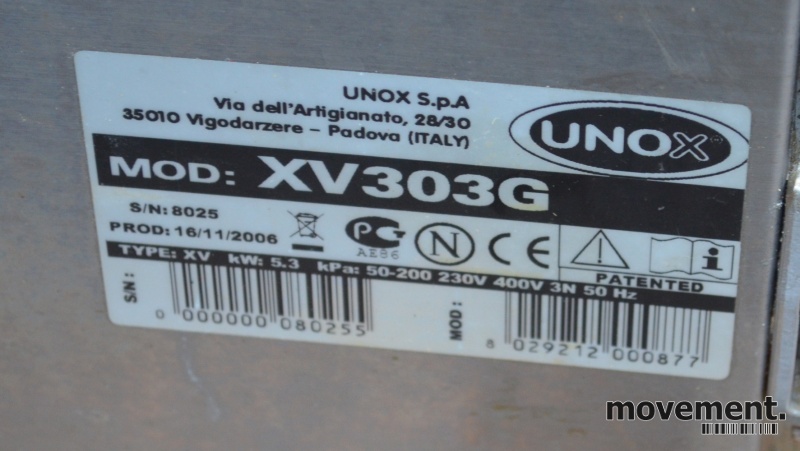 UNOX S.p.A
Via dell'Artigianato, 28/30
35010 Vigodarzere – Padova (ITALY)
UNOX
MOD: XV303G
S/N: 8025
PROD: 16/11/2006
PG
AE86
N
CE
i
PATENTED
TYPE: XV kW: 5.3 kPa: 50-200 230V 400V 3N 50 Hz
S/N:
0 000000 080255
MOD:
8 029212 000877
movement.